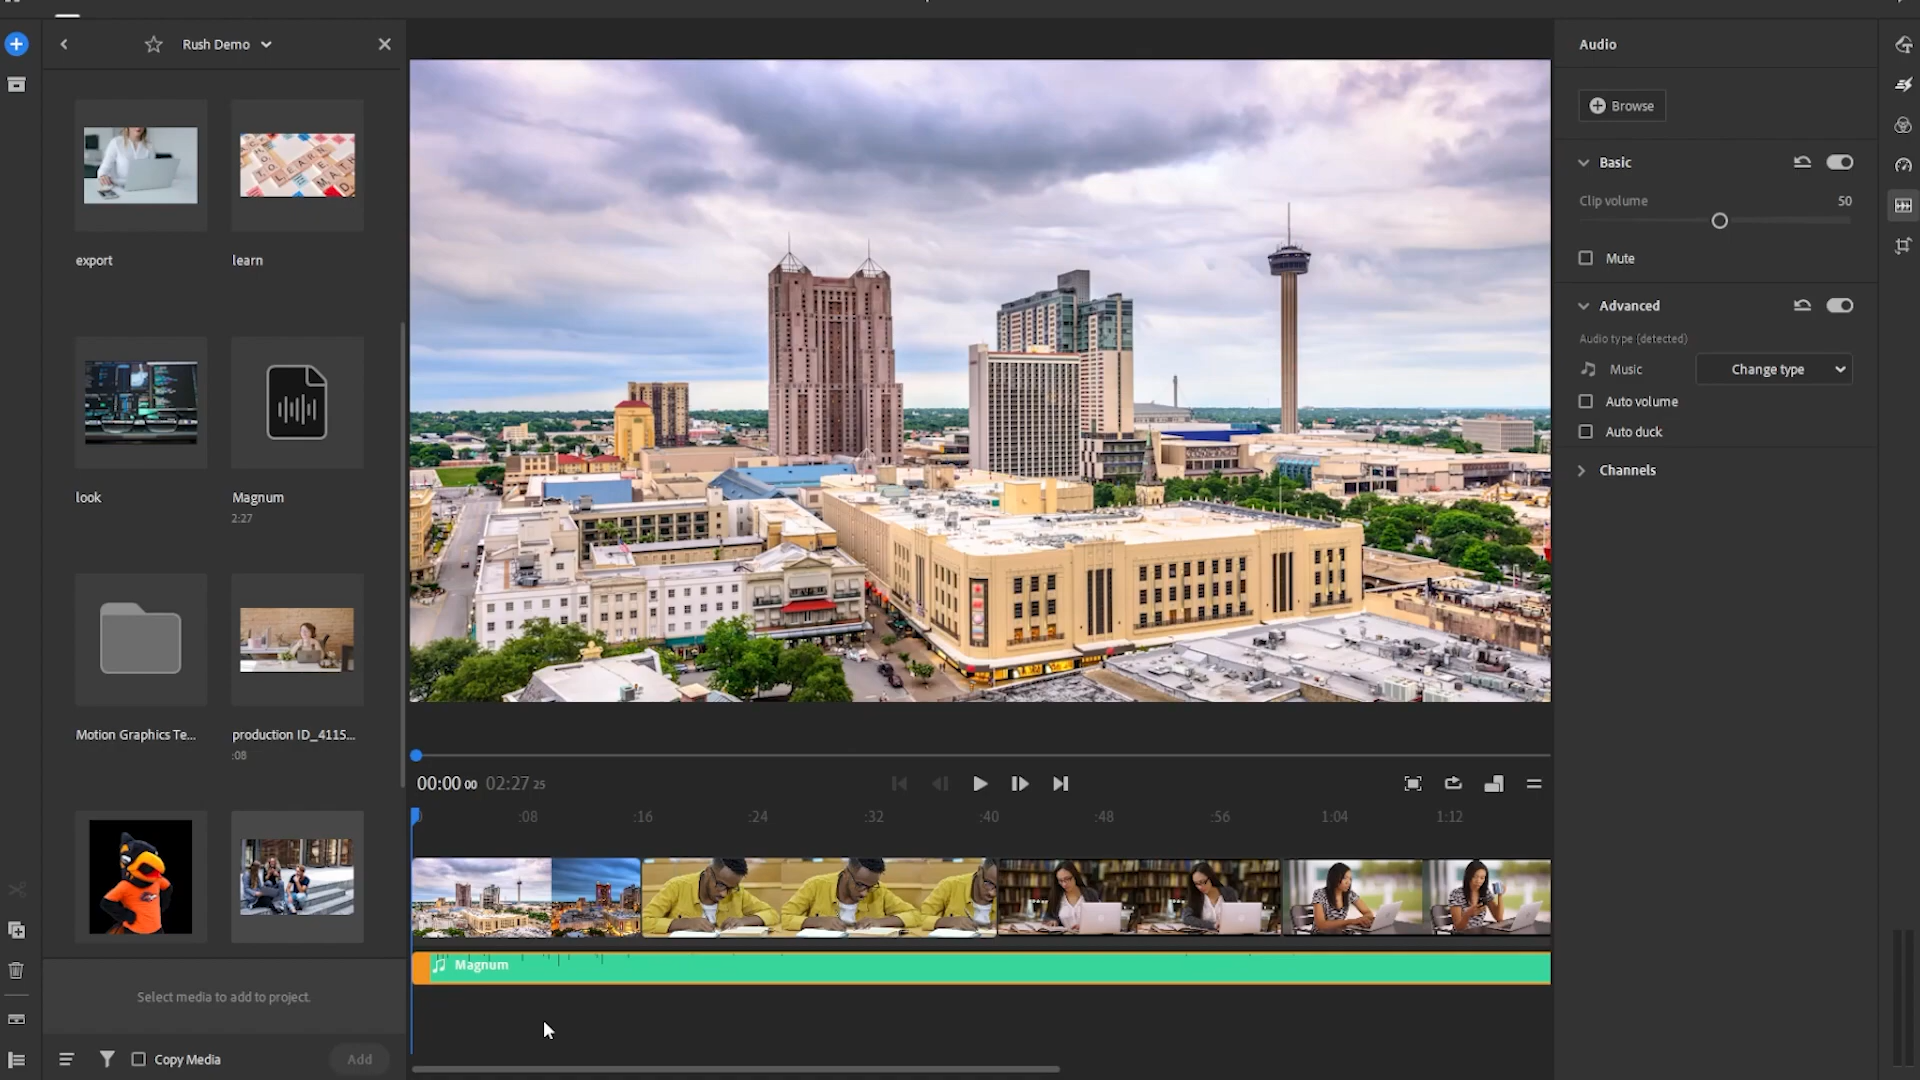 Rush Demo
export
learn
look
Magnum
2:27
Motion Graphics Te...
production ID_4115...
:08
Select media to add to project.
Copy Media
Add
00:00 00 02:27 25
:08 :16 :24 :32 :40 :48 :56 1:04 1:12
Magnum
Audio
Browse
Basic
Clip volume 50
Mute
Advanced
Audio type (detected)
Music Change type
Auto volume
Auto duck
Channels